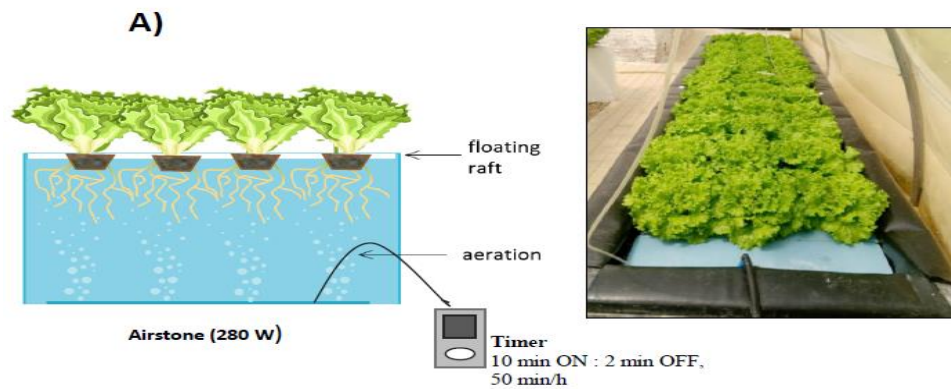 A)
floating
raft
aeration
Airstone (280 W)
Timer
10 min ON : 2 min OFF,
50 min/h